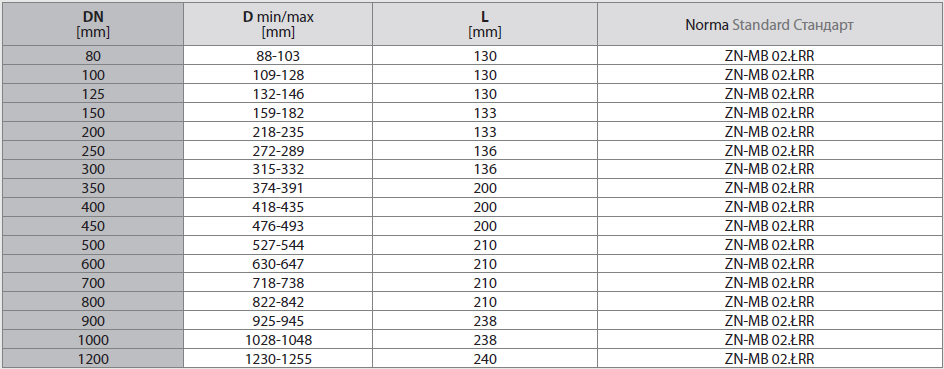 DN D min/max L Norma Standard Стандарт
[mm] [mm] [mm]
80 88-103 130 ZN-MB 02.ŁRR
100 109-128 130 ZN-MB 02.ŁRR
125 132-146 130 ZN-MB 02.ŁRR
150 159-182 133 ZN-MB 02.ŁRR
200 218-235 133 ZN-MB 02.ŁRR
250 272-289 136 ZN-MB 02.ŁRR
300 315-332 136 ZN-MB 02.ŁRR
350 374-391 200 ZN-MB 02.ŁRR
400 418-435 200 ZN-MB 02.ŁRR
450 476-493 200 ZN-MB 02.ŁRR
500 527-544 210 ZN-MB 02.ŁRR
600 630-647 210 ZN-MB 02.ŁRR
700 718-738 210 ZN-MB 02.ŁRR
800 822-842 210 ZN-MB 02.ŁRR
900 925-945 238 ZN-MB 02.ŁRR
1000 1028-1048 238 ZN-MB 02.ŁRR
1200 1230-1255 240 ZN-MB 02.ŁRR